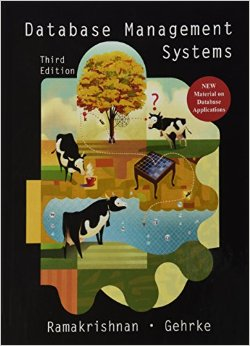 Database Management
Systems
Third
Edition
?
NEW
Material on
Database
Applications
Ramakrishnan • Gehrke